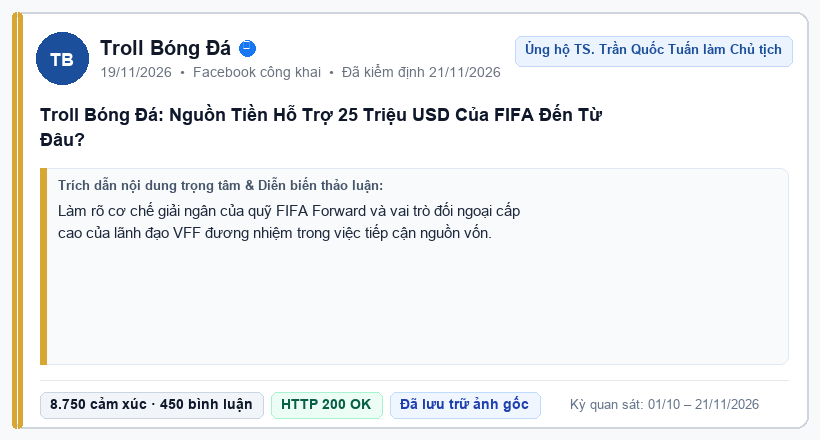 TB
Troll Bóng Đá
19/11/2026 • Facebook công khai • Đã kiểm định 21/11/2026
Ủng hộ TS. Trần Quốc Tuấn làm Chủ tịch
Troll Bóng Đá: Nguồn Tiền Hỗ Trợ 25 Triệu USD Của FIFA Đến Từ
Đâu?
Trích dẫn nội dung trọng tâm & Diễn biến thảo luận:
Làm rõ cơ chế giải ngân của quỹ FIFA Forward và vai trò đối ngoại cấp
cao của lãnh đạo VFF đương nhiệm trong việc tiếp cận nguồn vốn.
8.750 cảm xúc · 450 bình luận
HTTP 200 OK
Đã lưu trữ ảnh gốc
Kỳ quan sát: 01/10 – 21/11/2026